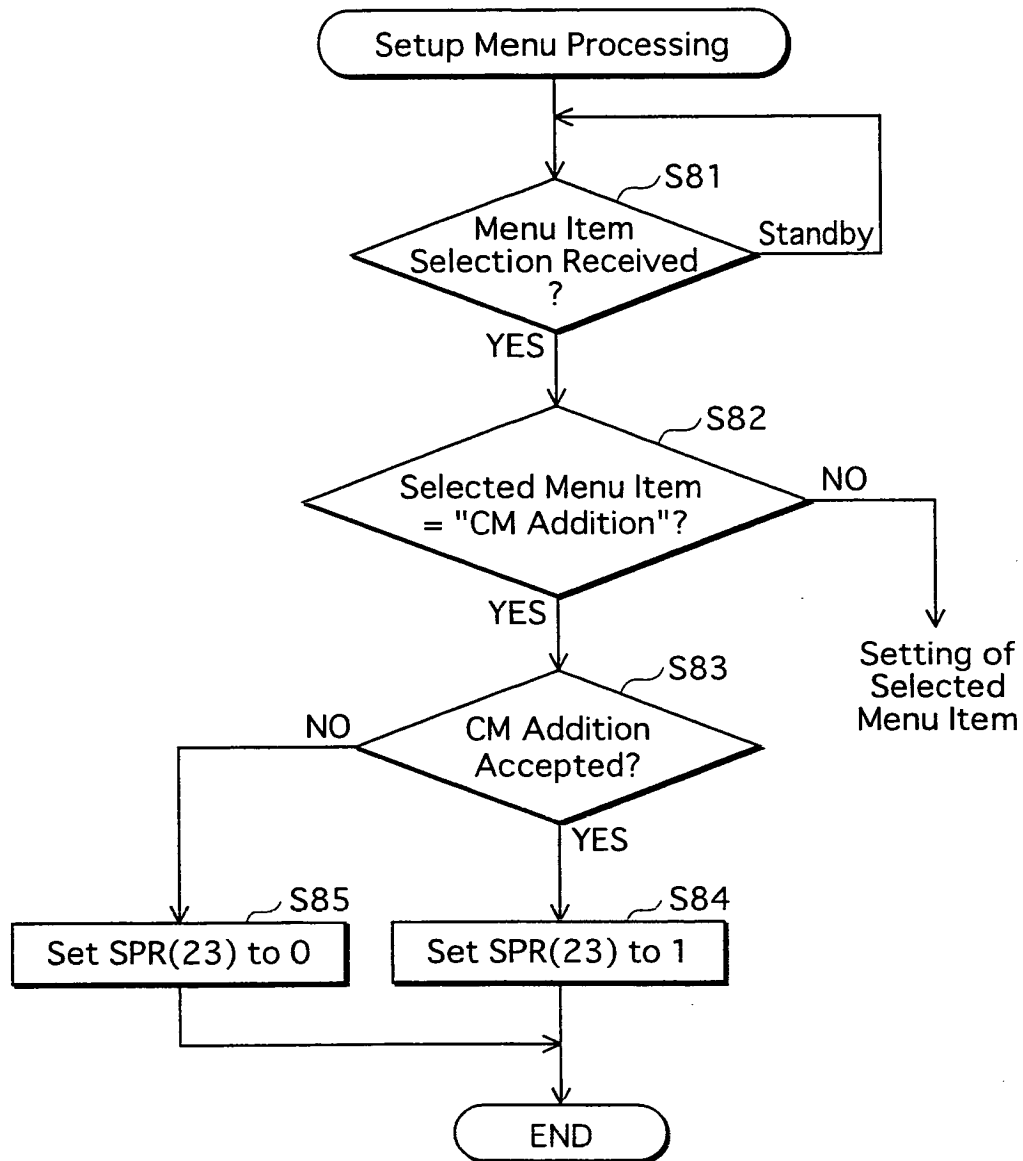 Setup Menu Processing
S81
Menu Item
Selection Received
?
Standby
YES
S82
Selected Menu Item
= "CM Addition"?
NO
YES
Setting of
Selected
Menu Item
S83
CM Addition
Accepted?
NO
YES
S85
Set SPR(23) to 0
S84
Set SPR(23) to 1
END